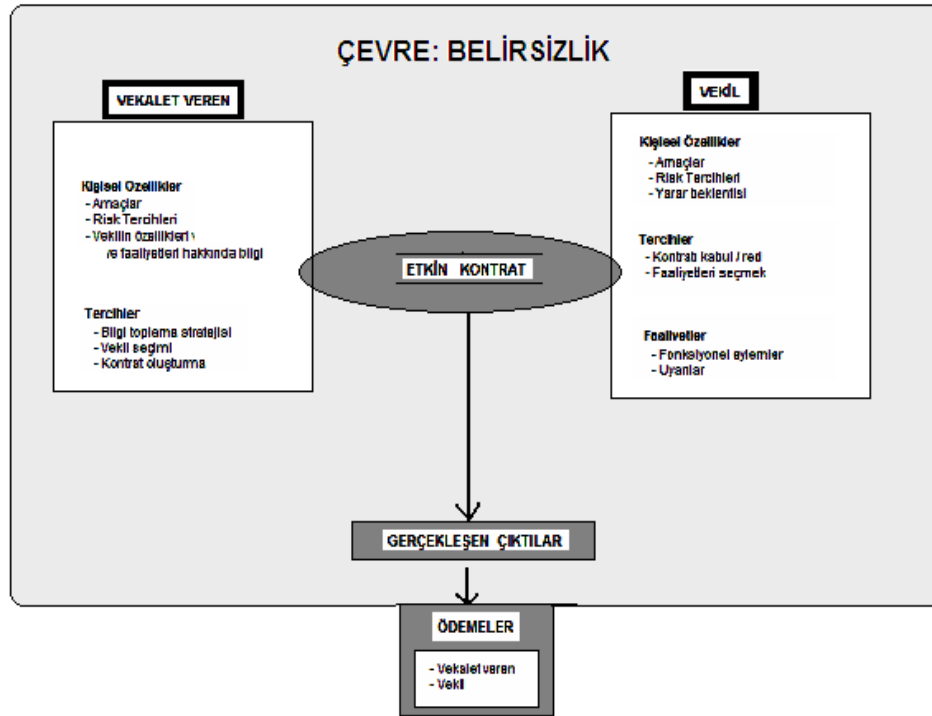 ÇEVRE: BELİRSİZLİK
VEKALET VEREN
Kişisel Özellikler
- Amaçlar
- Risk Tercihleri
- Vekilin özellikleri
ve faaliyetleri hakkında bilgi
Tercihler
- Bilgi toplama stratejisi
- Vekil seçimi
- Kontrat oluşturma
VEKİL
Kişisel Özellikler
- Amaçlar
- Risk Tercihleri
- Yarar beklentisi
Tercihler
- Kontratı kabul / red
- Faaliyetleri seçmek
Faaliyetler
- Fonksiyonel eylemler
- Uyarılar
ETKİN KONTRAT
GERÇEKLEŞEN ÇIKTILAR
ÖDEMELER
- Vekalet veren
- Vekil